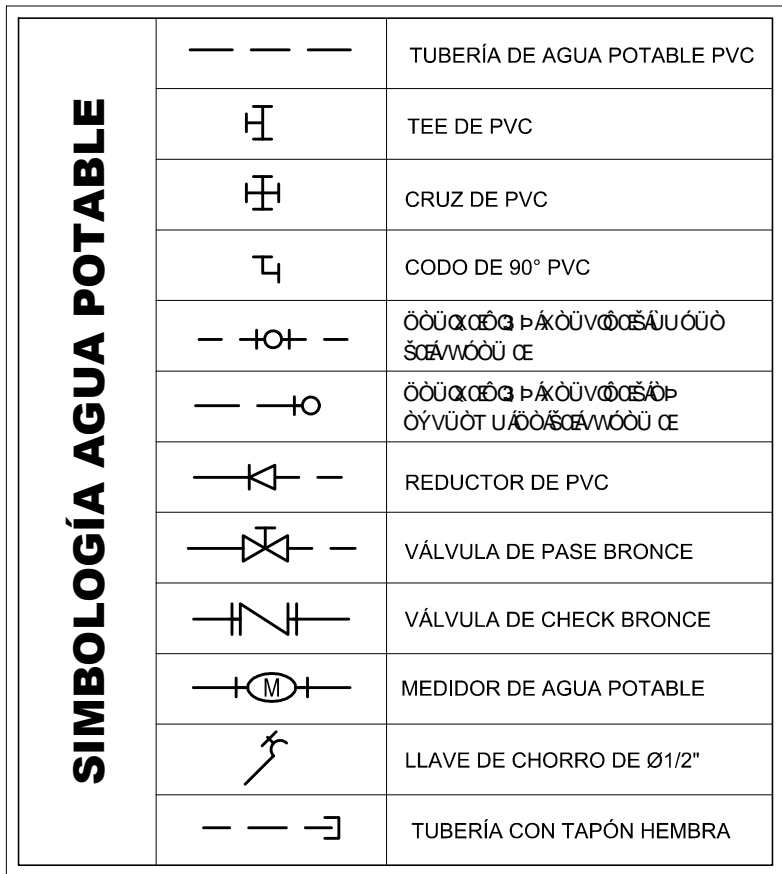 SIMBOLOGÍA AGUA POTABLE
TUBERÍA DE AGUA POTABLE PVC
TEE DE PVC
CRUZ DE PVC
CODO DE 90° PVC
REDUCTOR DE PVC
VÁLVULA DE PASE BRONCE
VÁLVULA DE CHECK BRONCE
M
MEDIDOR DE AGUA POTABLE
LLAVE DE CHORRO DE Ø1/2"
TUBERÍA CON TAPÓN HEMBRA